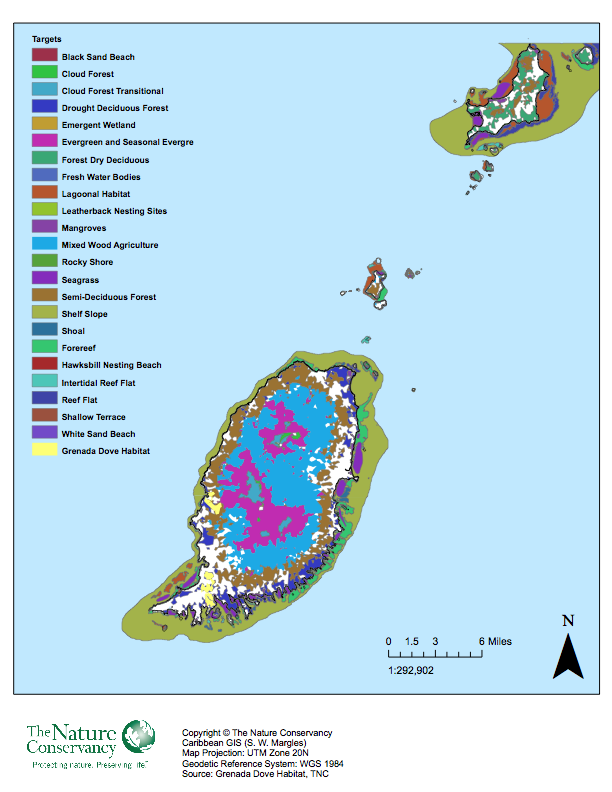 Targets
Black Sand Beach
Cloud Forest
Cloud Forest Transitional
Drought Deciduous Forest
Emergent Wetland
Evergreen and Seasonal Evergre
Forest Dry Deciduous
Fresh Water Bodies
Lagoonal Habitat
Leatherback Nesting Sites
Mangroves
Mixed Wood Agriculture
Rocky Shore
Seagrass
Semi-Deciduous Forest
Shelf Slope
Shoal
Forereef
Hawksbill Nesting Beach
Intertidal Reef Flat
Reef Flat
Shallow Terrace
White Sand Beach
Grenada Dove Habitat
N
0 1.5 3 6 Miles
1:292,902
The Nature
Conservancy
Protecting nature. Preserving life.™
Copyright © The Nature Conservancy
Caribbean GIS (S. W. Margles)
Map Projection: UTM Zone 20N
Geodetic Reference System: WGS 1984
Source: Grenada Dove Habitat, TNC